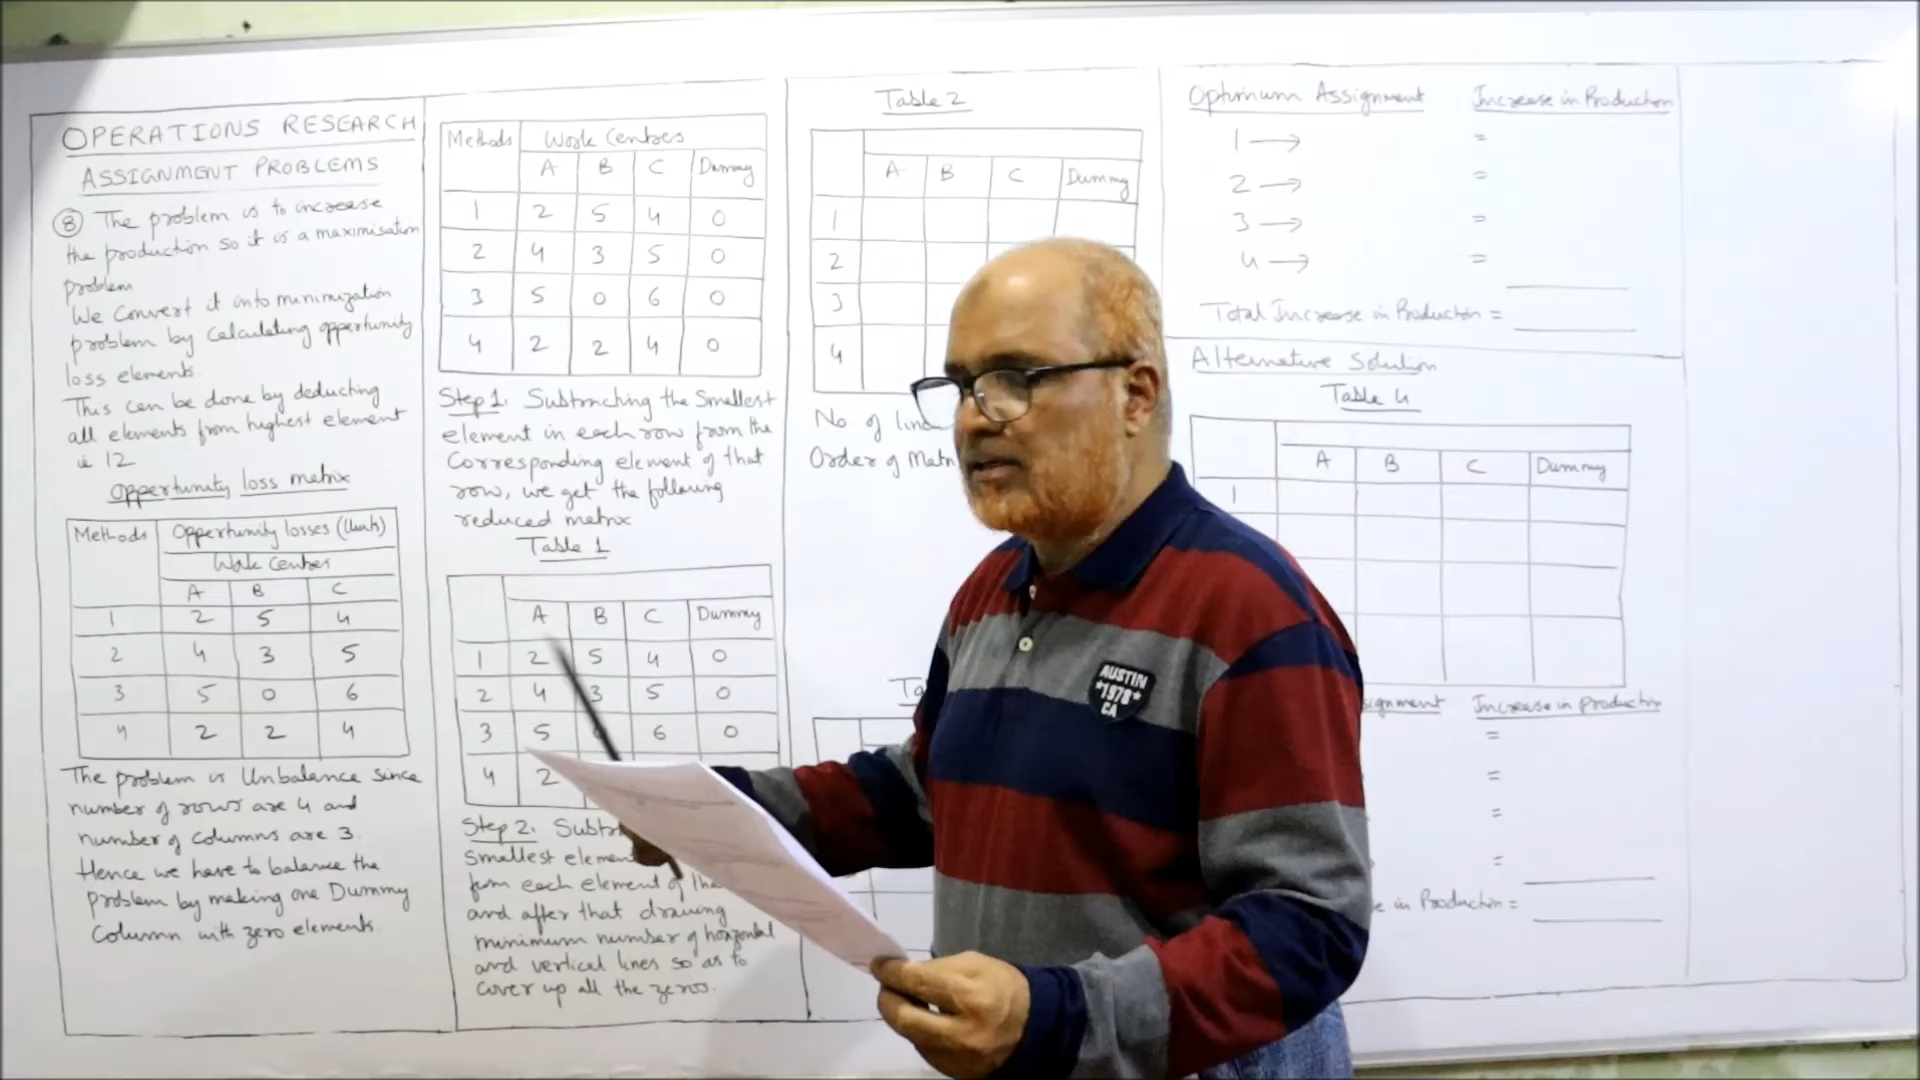 OPERATIONS RESEARCH
ASSIGNMENT PROBLEMS
⑧ The problem is to increase
the production so it is a maximisation
problem
We convert it into minimization
problem by calculating oppertunity
loss elements
This can be done by deducting
all elements from highest element
ie 12
Oppertunity loss matrix
Methods Oppertunity losses (Units)
Work Centres
A B C
1 2 5 4
2 4 3 5
3 5 0 6
4 2 2 4
The problem is Unbalance since
number of rows are 4 and
number of columns are 3.
Hence we have to balance the
problem by making one Dummy
Column with zero elements.
Methods Work Centres
A B C Dummy
1 2 5 4 0
2 4 3 5 0
3 5 0 6 0
4 2 2 4 0
Step 1. Subtracting the smallest
element in each row from the
corresponding element of that
row, we get the following
reduced matrix
Table 1
A B C Dummy
1 2 5 4 0
2 4 3 5 0
3 5 6 0
4 2
Step 2.
smallest element
from each element of
and after that drawing
minimum number of horizontal
and vertical lines so as to
cover up all the zeros.
Table 2
A B C Dummy
1
2
3
4
No of
Order of
Optimum Assignment Increase in Production
1 → =
2 → =
3 → =
4 → =
Total Increase in Production =
Alternative Solution
Table 4
A B C Dummy
1
Increase in production
=
=
=
=
in Production =
AUSTIN
*1978*
CA